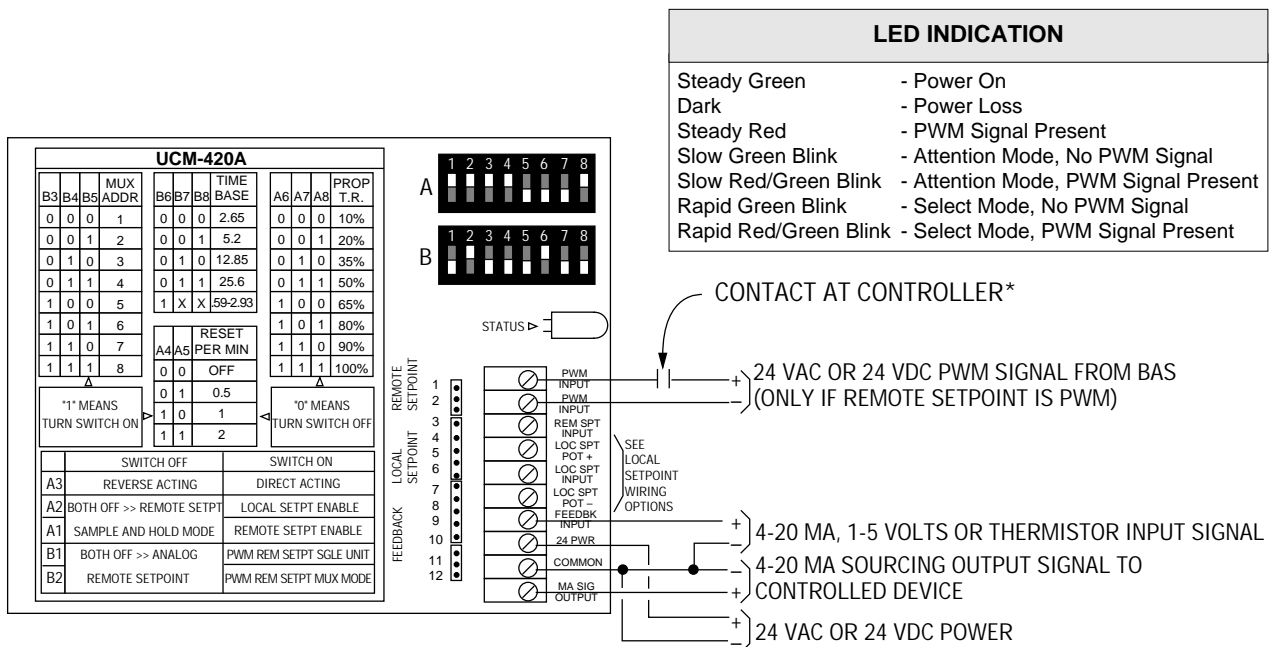 LED INDICATION
Steady Green - Power On
Dark - Power Loss
Steady Red - PWM Signal Present
Slow Green Blink - Attention Mode, No PWM Signal
Slow Red/Green Blink - Attention Mode, PWM Signal Present
Rapid Green Blink - Select Mode, No PWM Signal
Rapid Red/Green Blink - Select Mode, PWM Signal Present
UCM-420A
B3 B4 B5 MUX ADDR
0 0 0 1
0 0 1 2
0 1 0 3
0 1 1 4
1 0 0 5
1 0 1 6
1 1 0 7
1 1 1 8
"1" MEANS
TURN SWITCH ON
B6 B7 B8 TIME BASE
0 0 0 2.65
0 0 1 5.2
0 1 0 12.85
0 1 1 25.6
1 X X .59-2.93
A4 A5 RESET PER MIN
0 0 OFF
0 1 0.5
1 0 1
1 1 2
A6 A7 A8 PROP T.R.
0 0 0 10%
0 0 1 20%
0 1 0 35%
0 1 1 50%
1 0 0 65%
1 0 1 80%
1 1 0 90%
1 1 1 100%
"0" MEANS
TURN SWITCH OFF
SWITCH OFF SWITCH ON
A3 REVERSE ACTING DIRECT ACTING
A2 BOTH OFF >> REMOTE SETPT LOCAL SETPT ENABLE
A1 SAMPLE AND HOLD MODE REMOTE SETPT ENABLE
B1 BOTH OFF >> ANALOG PWM REM SETPT SGLE UNIT
B2 REMOTE SETPOINT PWM REM SETPT MUX MODE
1 2 3 4 5 6 7 8
A
1 2 3 4 5 6 7 8
B
STATUS
REMOTE
SETPOINT
LOCAL
SETPOINT
FEEDBACK
1
2
3
4
5
6
7
8
9
10
11
12
PWM
INPUT
PWM
INPUT
REM SPT
INPUT
LOC SPT
POT +
LOC SPT
INPUT
LOC SPT
POT –
FEEDBK
INPUT
24 PWR
COMMON
MA SIG
OUTPUT
SEE
LOCAL
SETPOINT
WIRING
OPTIONS
CONTACT AT CONTROLLER*
+ 24 VAC OR 24 VDC PWM SIGNAL FROM BAS
– (ONLY IF REMOTE SETPOINT IS PWM)
+
– 4-20 MA, 1-5 VOLTS OR THERMISTOR INPUT SIGNAL
– 4-20 MA SOURCING OUTPUT SIGNAL TO
+ CONTROLLED DEVICE
+
– 24 VAC OR 24 VDC POWER